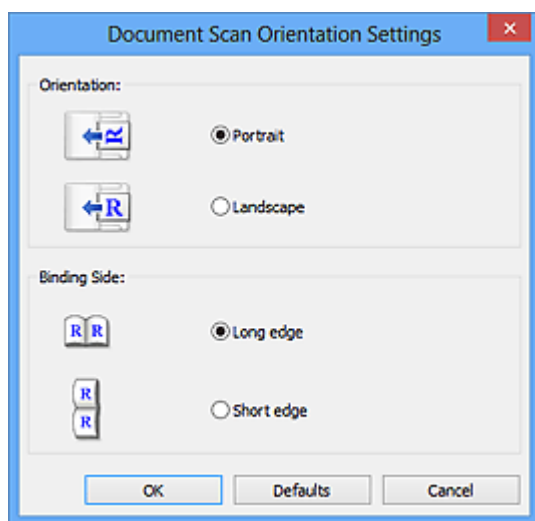 Document Scan Orientation Settings
Orientation:
R
Portrait
R
Landscape
Binding Side:
R R
Long edge
R
R
Short edge
OK Defaults Cancel